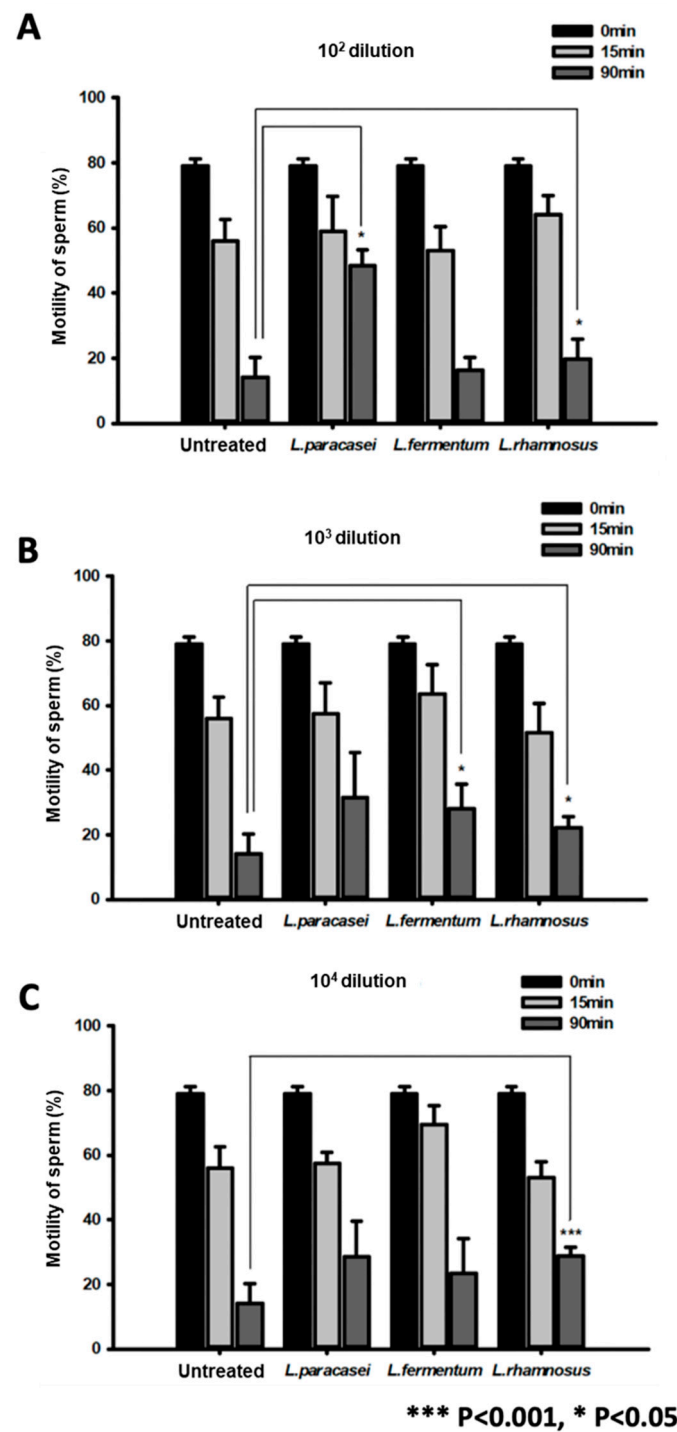 A
10² dilution
0min
15min
90min
Motility of sperm (%)
100
80
60
40
20
0
*
*
Untreated L.paracasei L.fermentum L.rhamnosus
B
10³ dilution
0min
15min
90min
Motility of sperm (%)
100
80
60
40
20
0
*
*
Untreated L.paracasei L.fermentum L.rhamnosus
C
10⁴ dilution
0min
15min
90min
Motility of sperm (%)
100
80
60
40
20
0
***
Untreated L.paracasei L.fermentum L.rhamnosus
*** P<0.001, * P<0.05